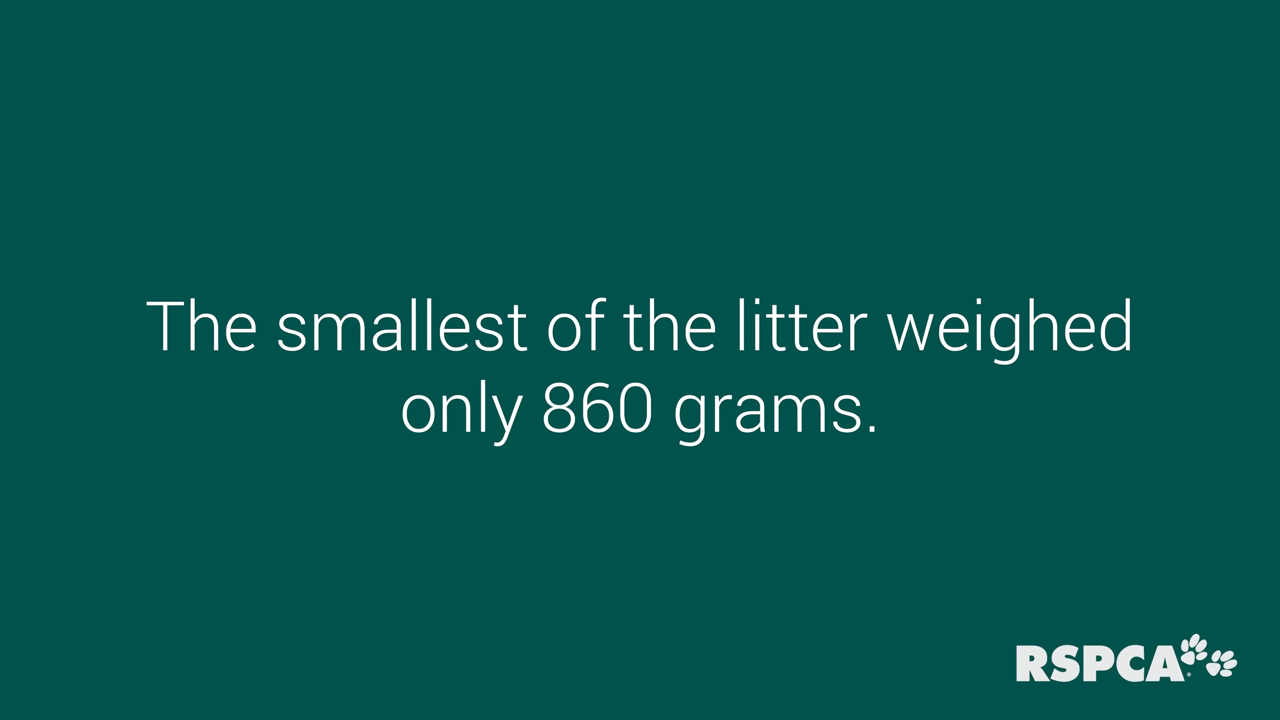 The smallest of the litter weighed
only 860 grams.
RSPCA